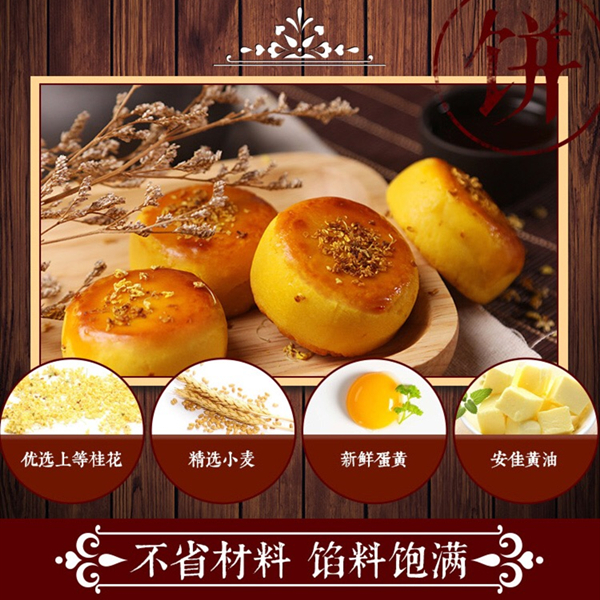 饼
优选上等桂花
精选小麦
新鲜蛋黄
安佳黄油
不省材料 馅料饱满